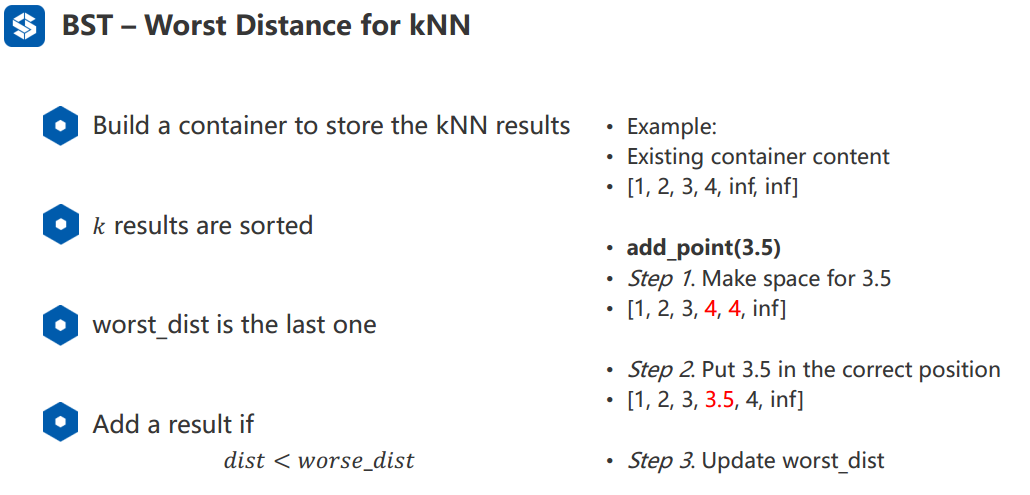 BST – Worst Distance for kNN
Build a container to store the kNN results
k results are sorted
worst_dist is the last one
Add a result if
dist < worse_dist
• Example:
• Existing container content
• [1, 2, 3, 4, inf, inf]
• add_point(3.5)
• Step 1. Make space for 3.5
• [1, 2, 3, 4, 4, inf]
• Step 2. Put 3.5 in the correct position
• [1, 2, 3, 3.5, 4, inf]
• Step 3. Update worst_dist